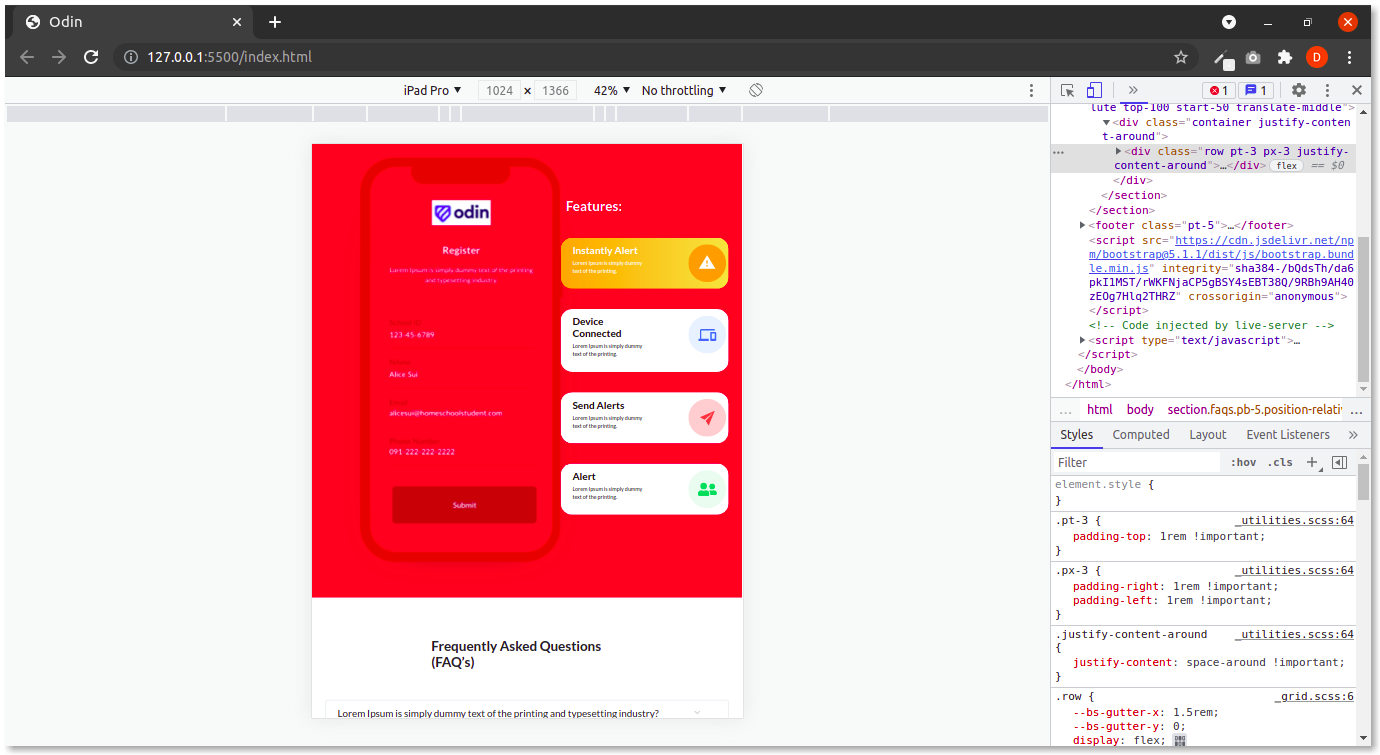 Odin
127.0.0.1:5500/index.html
D
iPad Pro ▼ 1024 × 1366 42% ▼ No throttling ▼
1 1
odin
Register
Lorem Ipsum is simply dummy text of the printing
and typesetting industry.
123-45-6789
Alice Sui
alicesui@homeschoolstudent.com
Phone Number
091-222-222-2222
Submit
Features:
Instantly Alert
Lorem Ipsum is simply dummy
text of the printing.
Device
Connected
Lorem Ipsum is simply dummy
text of the printing.
Send Alerts
Lorem Ipsum is simply dummy
text of the printing.
Alert
Lorem Ipsum is simply dummy
text of the printing.
Frequently Asked Questions
(FAQ's)
Lorem Ipsum is simply dummy text of the printing and typesetting industry?
lute top-100 start-50 translate-middle">
▼<div class="container justify-conten
t-around">
… ▶<div class="row pt-3 px-3 justify-
content-around">…</div> flex == $0
</div>
</section>
</section>
▶<footer class="pt-5">…</footer>
<script src="https://cdn.jsdelivr.net/np
m/bootstrap@5.1.1/dist/js/bootstrap.bund
le.min.js" integrity="sha384-/bQdsTh/da6
pkI1MST/rWKFNjaCP5gBSY4sEBT38Q/9RBh9AH40
zEOg7Hlq2THRZ" crossorigin="anonymous">
</script>
<!-- Code injected by live-server -->
▶<script type="text/javascript">…
</script>
</body>
</html>
… html body section.faqs.pb-5.position-relativ …
Styles Computed Layout Event Listeners »
Filter :hov .cls +
element.style {
}
.pt-3 { _utilities.scss:64
padding-top: 1rem !important;
}
.px-3 { _utilities.scss:64
padding-right: 1rem !important;
padding-left: 1rem !important;
}
.justify-content-around _utilities.scss:64
{
justify-content: space-around !important;
}
.row { _grid.scss:6
--bs-gutter-x: 1.5rem;
--bs-gutter-y: 0;
display: flex;